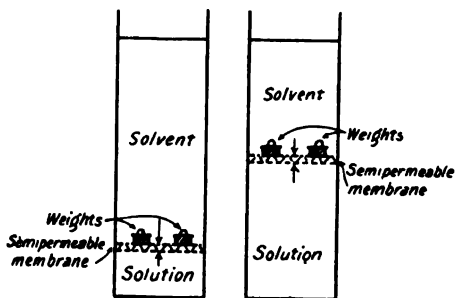 Solvent
Weights
Semipermeable
membrane
Solution
Solvent
Weights
Semipermeable
membrane
Solution